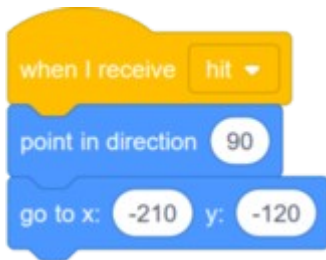 when I receive hit
point in direction 90
go to x: -210 y: -120